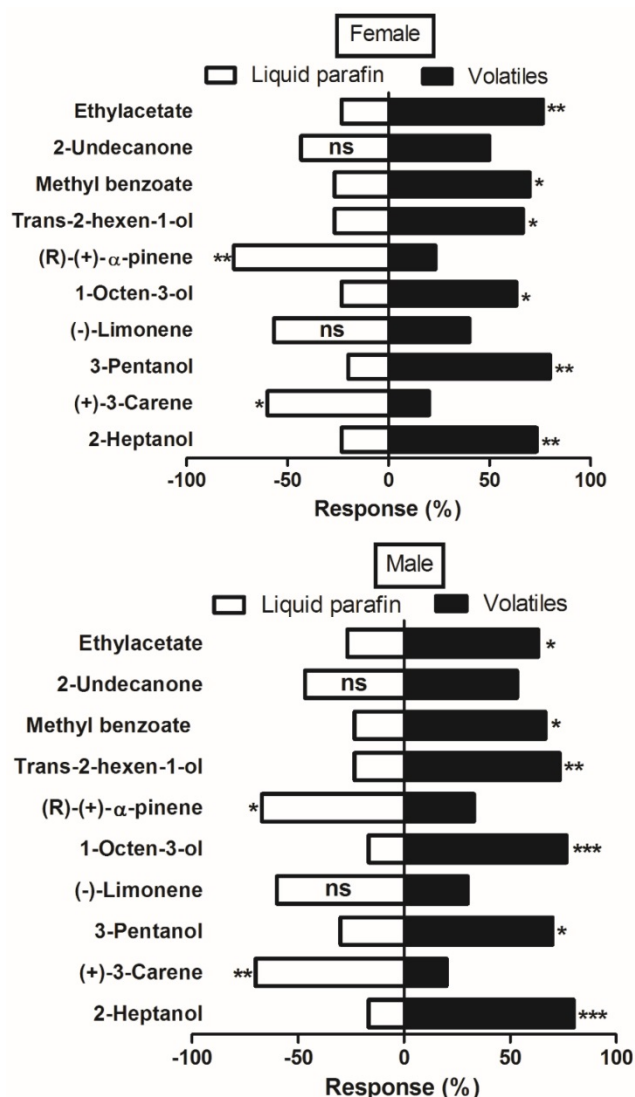 Female
Liquid parafin Volatiles
Ethylacetate **
2-Undecanone ns
Methyl benzoate *
Trans-2-hexen-1-ol *
(R)-(+)-α-pinene **
1-Octen-3-ol *
(-)-Limonene ns
3-Pentanol **
(+)-3-Carene *
2-Heptanol **
-100 -50 0 50 100
Response (%)
Male
Liquid parafin Volatiles
Ethylacetate *
2-Undecanone ns
Methyl benzoate *
Trans-2-hexen-1-ol **
(R)-(+)-α-pinene *
1-Octen-3-ol ***
(-)-Limonene ns
3-Pentanol *
(+)-3-Carene **
2-Heptanol ***
-100 -50 0 50 100
Response (%)